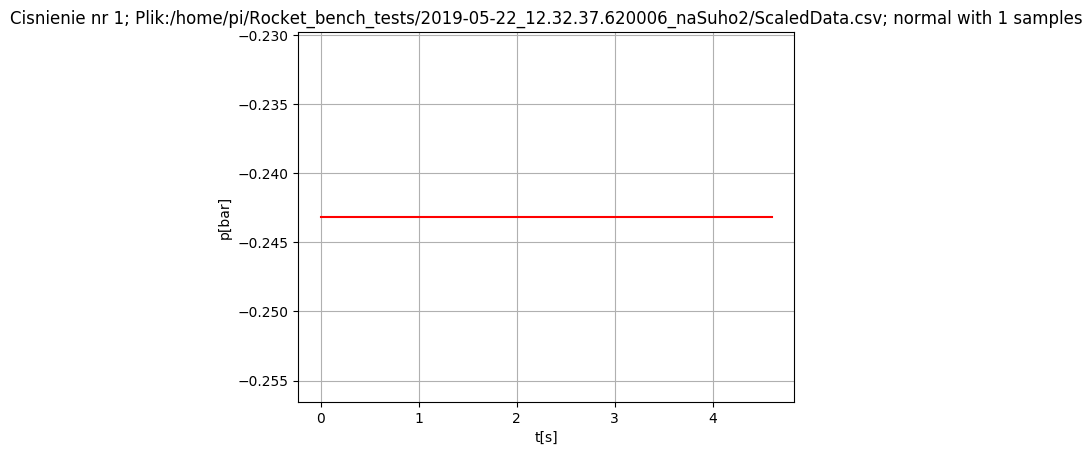 Cisnienie nr 1; Plik:/home/pi/Rocket_bench_tests/2019-05-22_12.32.37.620006_naSuho2/ScaledData.csv; normal with 1 samples
−0.230
−0.235
−0.240
−0.245
−0.250
−0.255
p[bar]
0 1 2 3 4
t[s]